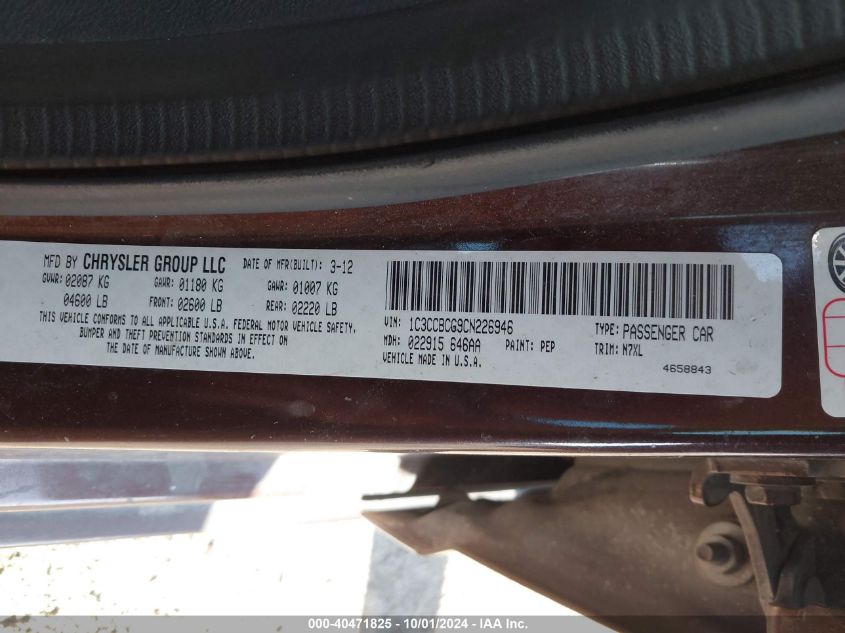 MFD BY CHRYSLER GROUP LLC DATE OF MFR(BUILT): 3-12
GVWR: 02087 KG GAWR: 01180 KG GAWR: 01007 KG
04600 LB FRONT: 02600 LB REAR: 02220 LB
THIS VEHICLE CONFORMS TO ALL APPLICABLE U.S.A. FEDERAL MOTOR VEHICLE SAFETY,
BUMPER AND THEFT PREVENTION STANDARDS IN EFFECT ON
THE DATE OF MANUFACTURE SHOWN ABOVE.
VIN: 1C3CCBCG9CN226946 TYPE: PASSENGER CAR
MDH: 022915 646AA PAINT: PEP TRIM: N7XL
VEHICLE MADE IN U.S.A.
4658843
000-40471825 - 10/01/2024 - IAA Inc.